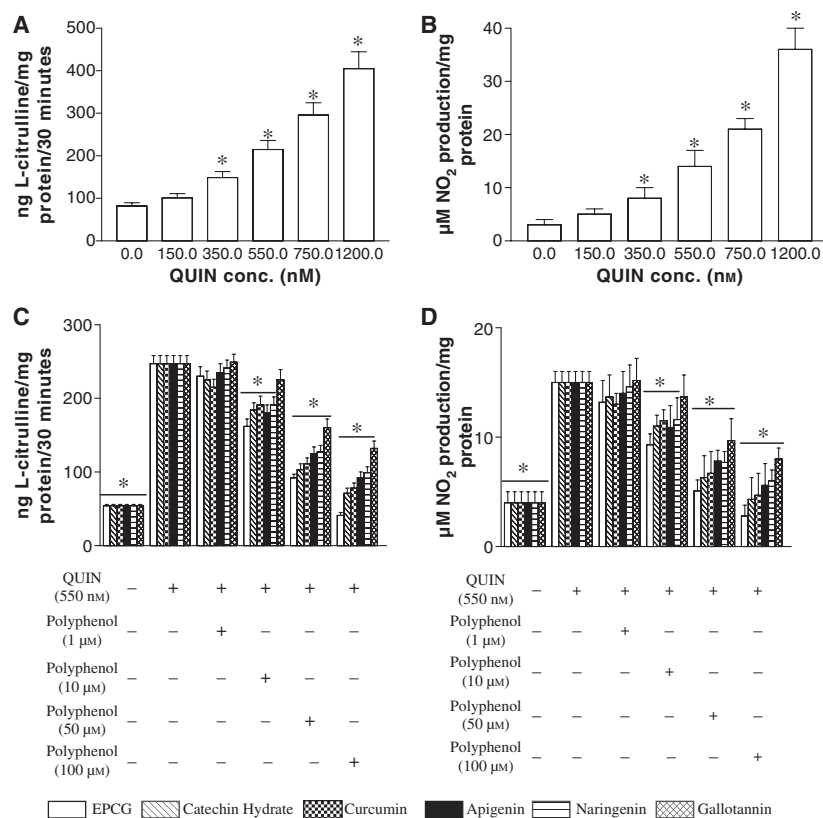 A
ng L-citrulline/mg
protein/30 minutes
500
400
300
200
100
0
*
*
*
*
0.0 150.0 350.0 550.0 750.0 1200.0
QUIN conc. (nM)
B
µM NO2 production/mg
protein
40
30
20
10
0
*
*
*
*
0.0 150.0 350.0 550.0 750.0 1200.0
QUIN conc. (nM)
C
ng L-citrulline/mg
protein/30 minutes
300
200
100
0
*
*
*
*
QUIN
(550 nM) – + + + + +
Polyphenol
(1 µM) – – + – – –
Polyphenol
(10 µM) – – – + – –
Polyphenol
(50 µM) – – – – + –
Polyphenol
(100 µM) – – – – – +
D
µM NO2 production/mg
protein
20
10
0
*
*
*
*
QUIN
(550 nM) – + + + + +
Polyphenol
(1 µM) – – + – – –
Polyphenol
(10 µM) – – – + – –
Polyphenol
(50 µM) – – – – + –
Polyphenol
(100 µM) – – – – – +
EPCG Catechin Hydrate Curcumin Apigenin Naringenin Gallotannin